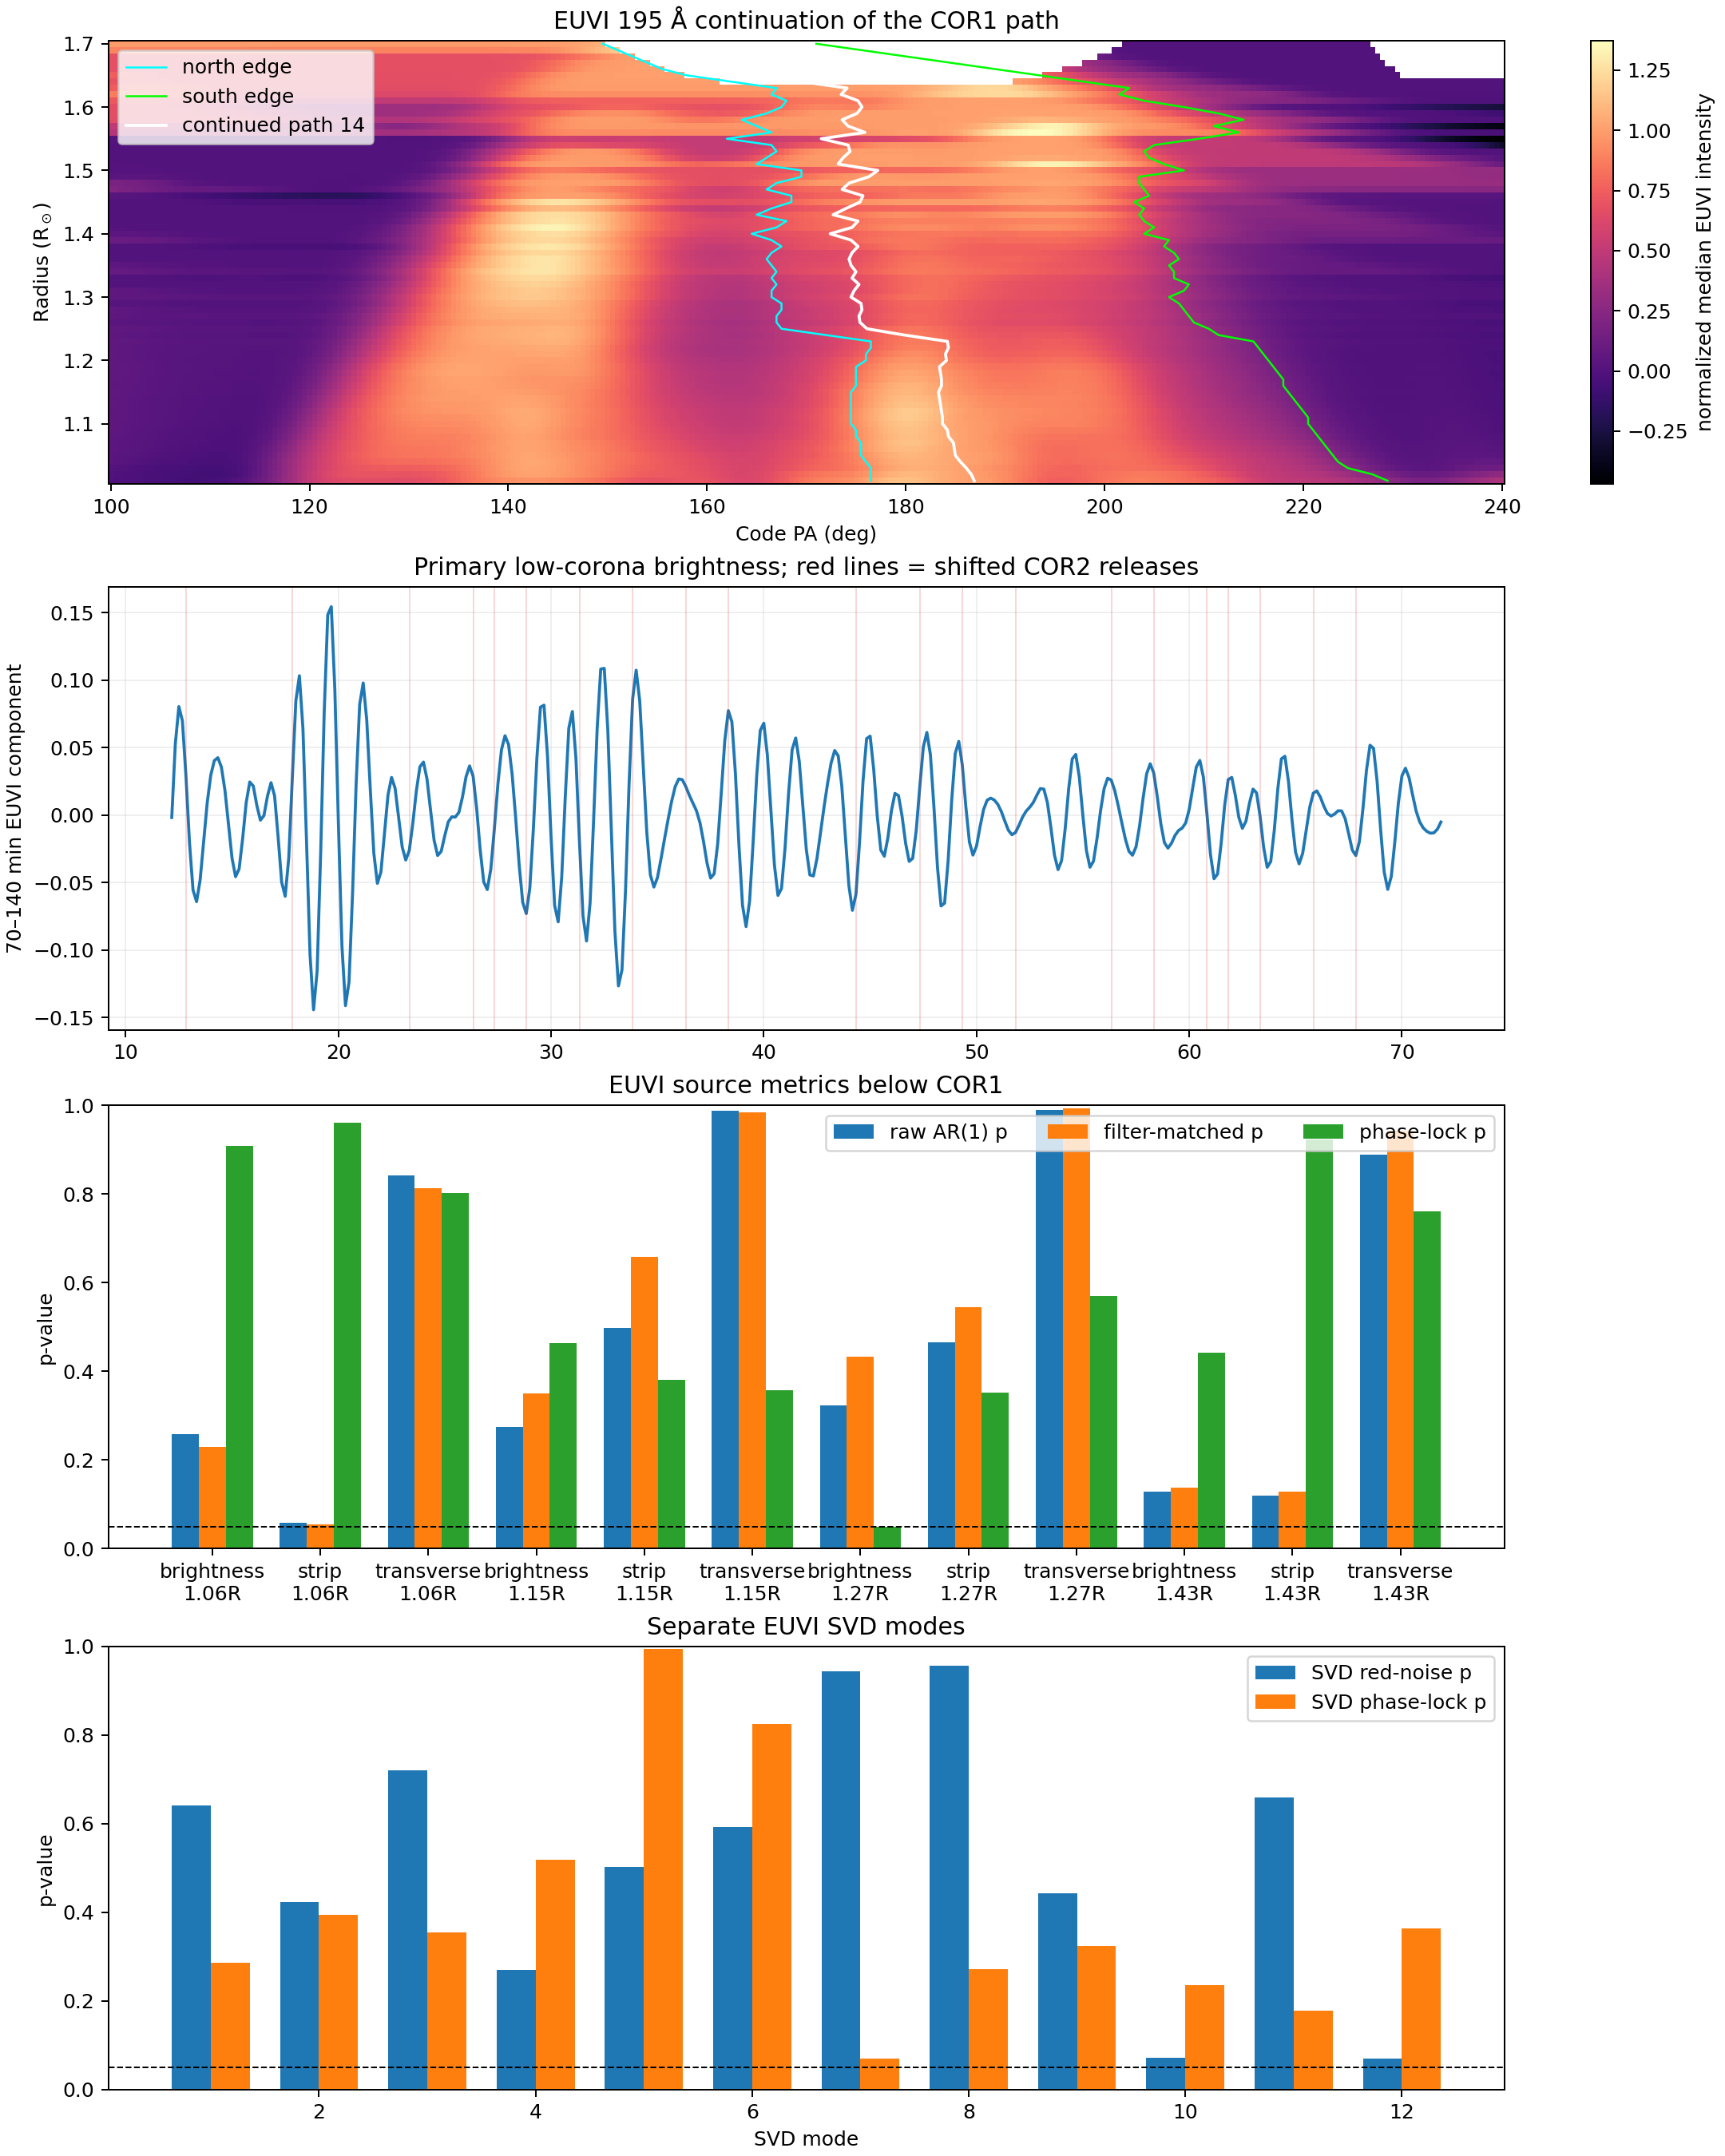 EUVI 195 Å continuation of the COR1 path
north edge
south edge
continued path 14
1.7
1.6
1.5
1.4
1.3
1.2
1.1
Radius (R☉)
100 120 140 160 180 200 220 240
Code PA (deg)
1.25
1.00
0.75
0.50
0.25
0.00
−0.25
normalized median EUVI intensity
Primary low-corona brightness; red lines = shifted COR2 releases
0.15
0.10
0.05
0.00
−0.05
−0.10
−0.15
70–140 min EUVI component
10 20 30 40 50 60 70
EUVI source metrics below COR1
raw AR(1) p filter-matched p phase-lock p
1.0
0.8
0.6
0.4
0.2
0.0
p-value
brightness strip transverse brightness strip transverse brightness strip transverse brightness strip transverse
1.06R 1.06R 1.06R 1.15R 1.15R 1.15R 1.27R 1.27R 1.27R 1.43R 1.43R 1.43R
Separate EUVI SVD modes
SVD red-noise p
SVD phase-lock p
1.0
0.8
0.6
0.4
0.2
0.0
p-value
2 4 6 8 10 12
SVD mode